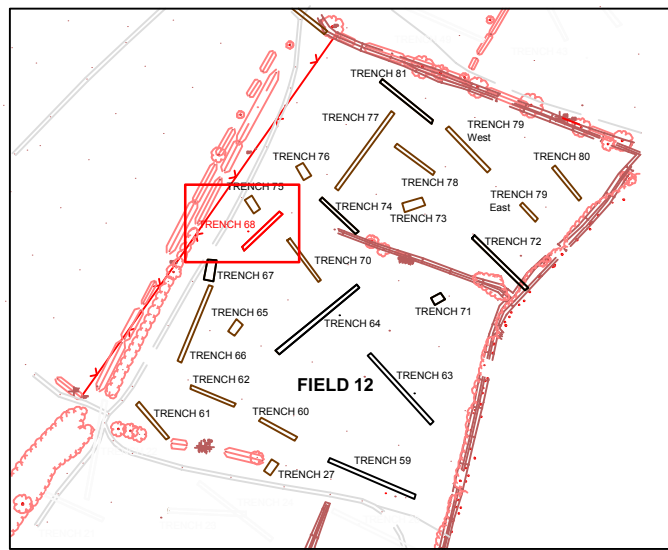 TRENCH 81
TRENCH 77
TRENCH 79
West
TRENCH 76
TRENCH 80
TRENCH 78
TRENCH 75
TRENCH 79
East
TRENCH 74
TRENCH 73
TRENCH 68
TRENCH 72
TRENCH 70
TRENCH 67
TRENCH 65
TRENCH 71
TRENCH 64
TRENCH 66
TRENCH 63
FIELD 12
TRENCH 62
TRENCH 61
TRENCH 60
TRENCH 59
TRENCH 27